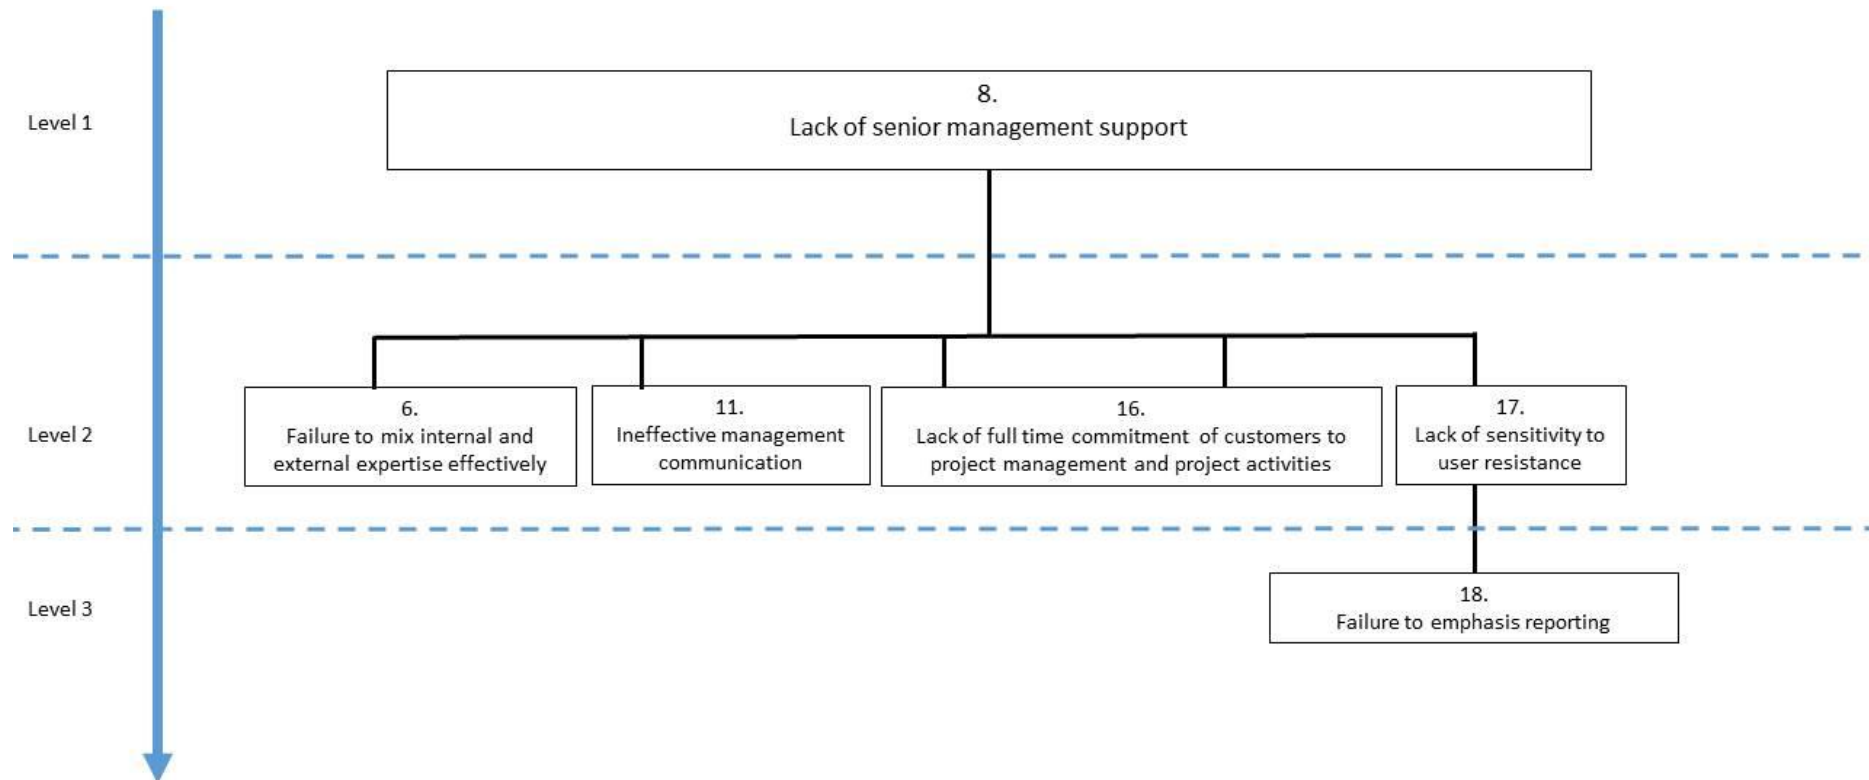 Level 1
8.
Lack of senior management support
Level 2
6.
Failure to mix internal and
external expertise effectively
11.
Ineffective management
communication
16.
Lack of full time commitment of customers to
project management and project activities
17.
Lack of sensitivity to
user resistance
Level 3
18.
Failure to emphasis reporting